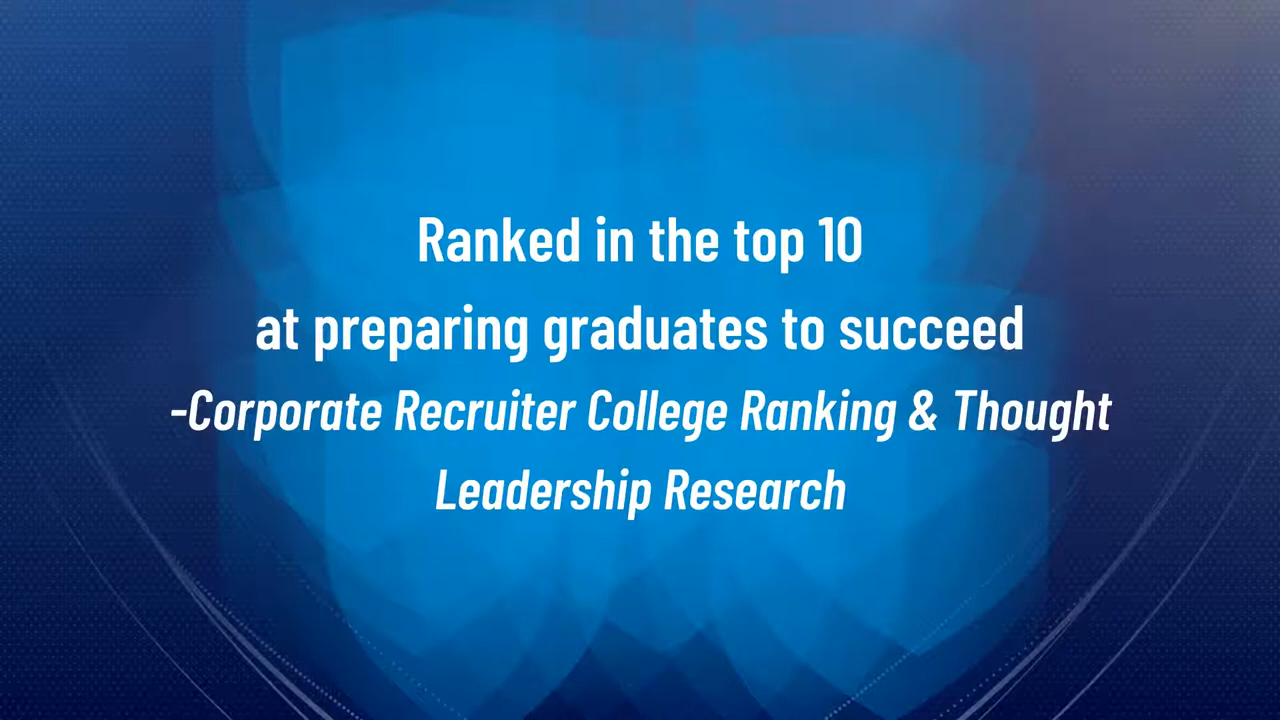 Ranked in the top 10
at preparing graduates to succeed
-Corporate Recruiter College Ranking & Thought
Leadership Research